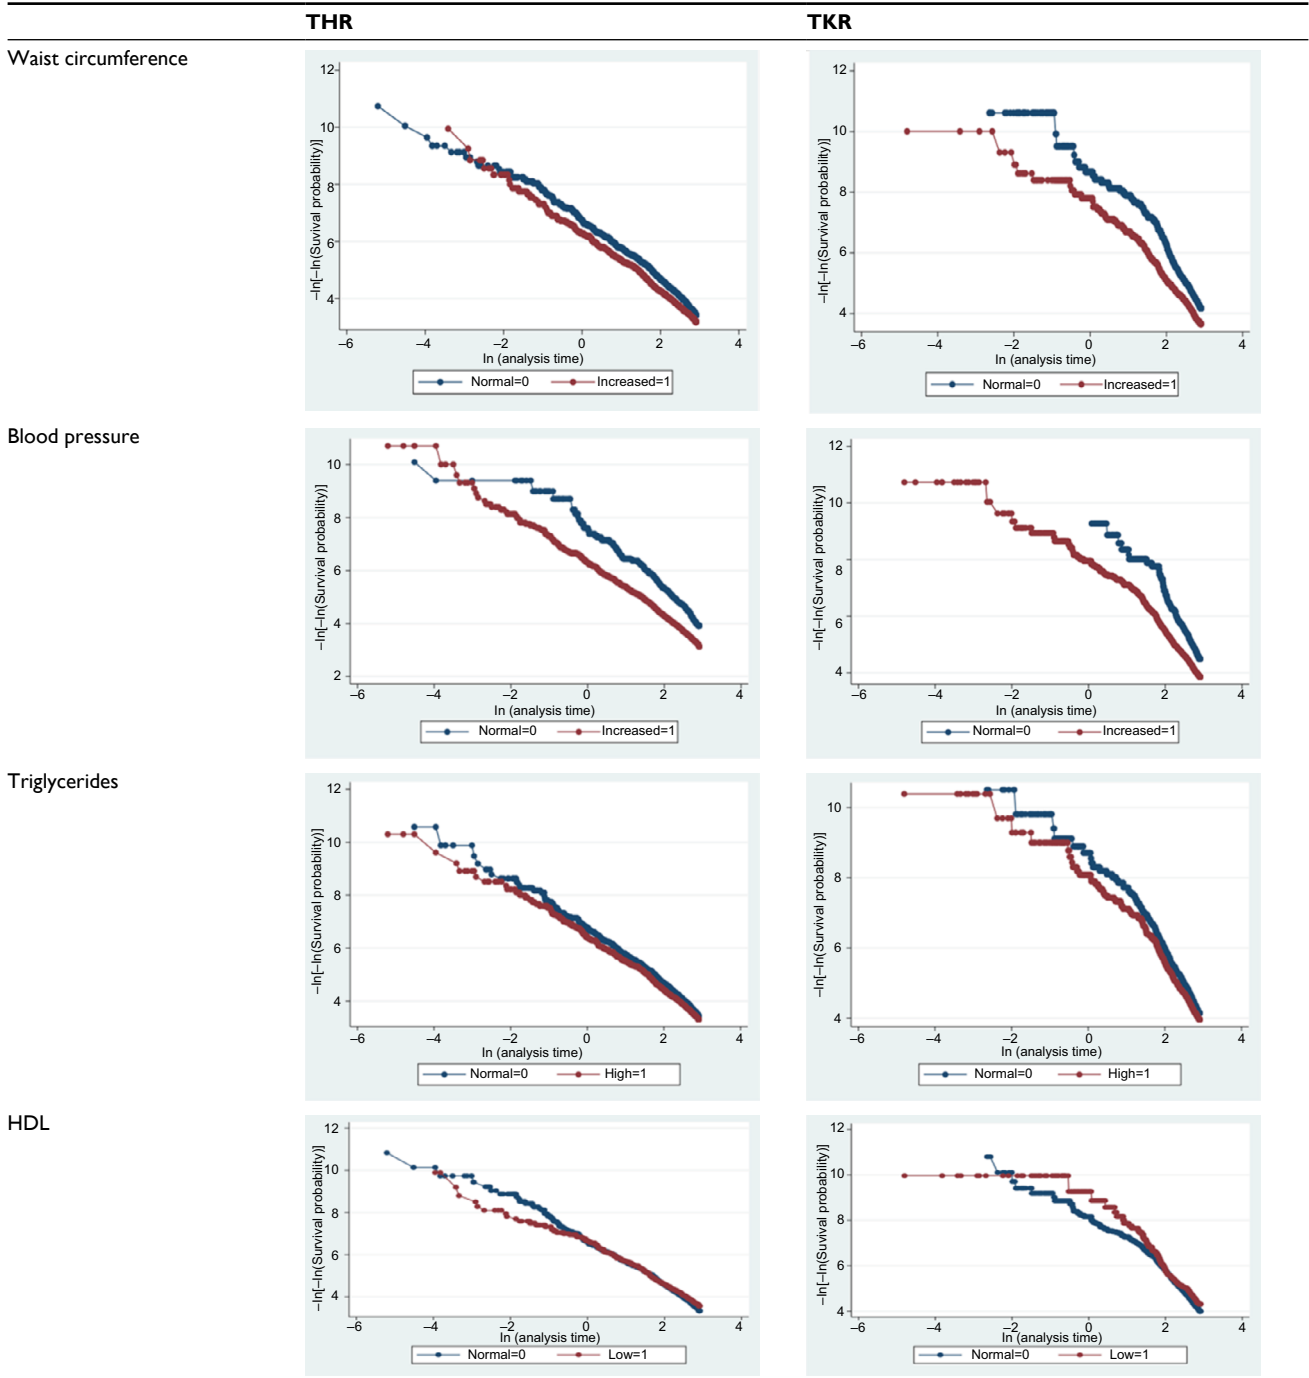 THR TKR
Waist circumference
12
10
8
6
4
–6 –4 –2 0 2 4
–ln[–ln(Suvival probability)]
ln (analysis time)
Normal=0 Increased=1
12
10
8
6
4
–6 –4 –2 0 2 4
–ln[–ln(Survival probability)]
ln (analysis time)
Normal=0 Increased=1
Blood pressure
10
8
6
4
2
–6 –4 –2 0 2 4
–ln[–ln(Survival probability)]
ln (analysis time)
Normal=0 Increased=1
12
10
8
6
4
–6 –4 –2 0 2 4
–ln[–ln(Survival probability)]
ln (analysis time)
Normal=0 Increased=1
Triglycerides
12
10
8
6
4
–6 –4 –2 0 2 4
–ln[–ln(Survival probability)]
ln (analysis time)
Normal=0 High=1
10
8
6
4
–6 –4 –2 0 2 4
–ln[–ln(Survival probability)]
ln (analysis time)
Normal=0 High=1
HDL
12
10
8
6
4
–6 –4 –2 0 2 4
–ln[–ln(Survival probability)]
ln (analysis time)
Normal=0 Low=1
12
10
8
6
4
–6 –4 –2 0 2 4
–ln[–ln(Suvival probability)]
ln (analysis time)
Normal=0 Low=1